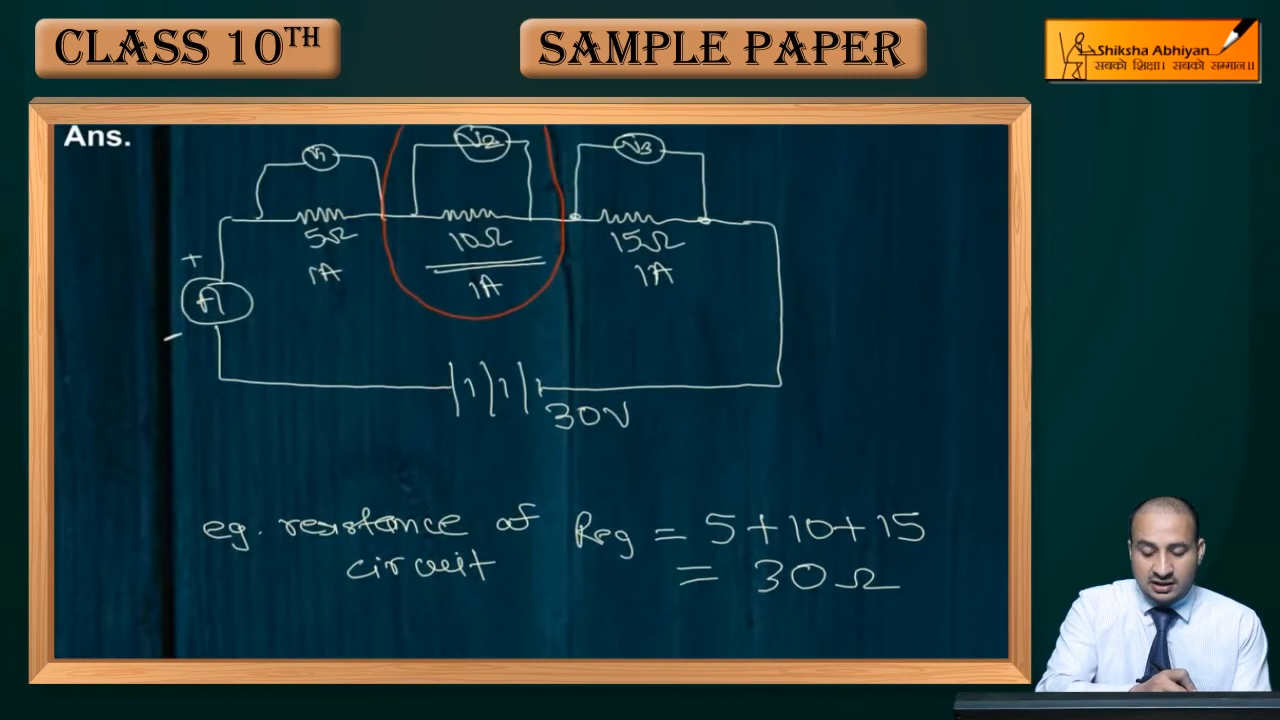 CLASS 10TH
SAMPLE PAPER
Shiksha Abhiyan
सबको शिक्षा। सबको सम्मान॥
Ans.
V1
V2
V3
5Ω
10Ω
15Ω
1A
1A
1A
+
A
-
30V
eq. resistance of
circuit
Req = 5+10+15
= 30Ω